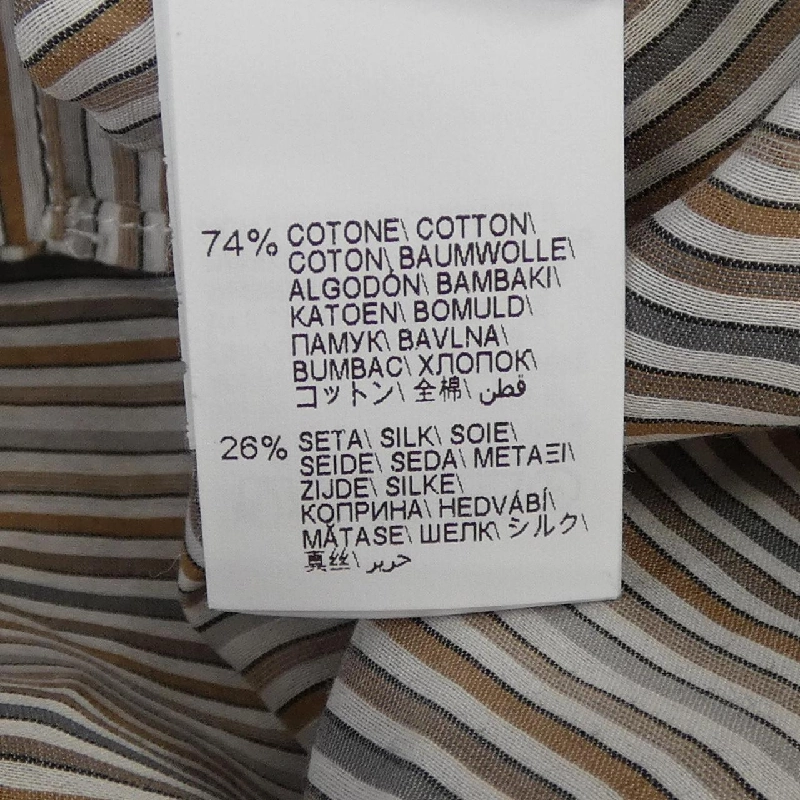 74% COTONE\ COTTON\
COTON\ BAUMWOLLE\
ALGODÓN\ BAMBAKI\
KATOEN\ BOMULD\
ПАМУК\ BAVLNA\
BUMBAC\ ХЛОПОК\
コットン\ 全棉\ قطن
26% SETA\ SILK\ SOIE\
SEIDE\ SEDA\ ΜΕΤΑΞΙ\
ZIJDE\ SILKE\
КОПРИНА\ HEDVÁBÍ\
MĂTASE\ ШЕЛК\ シルク\
真丝\ حرير